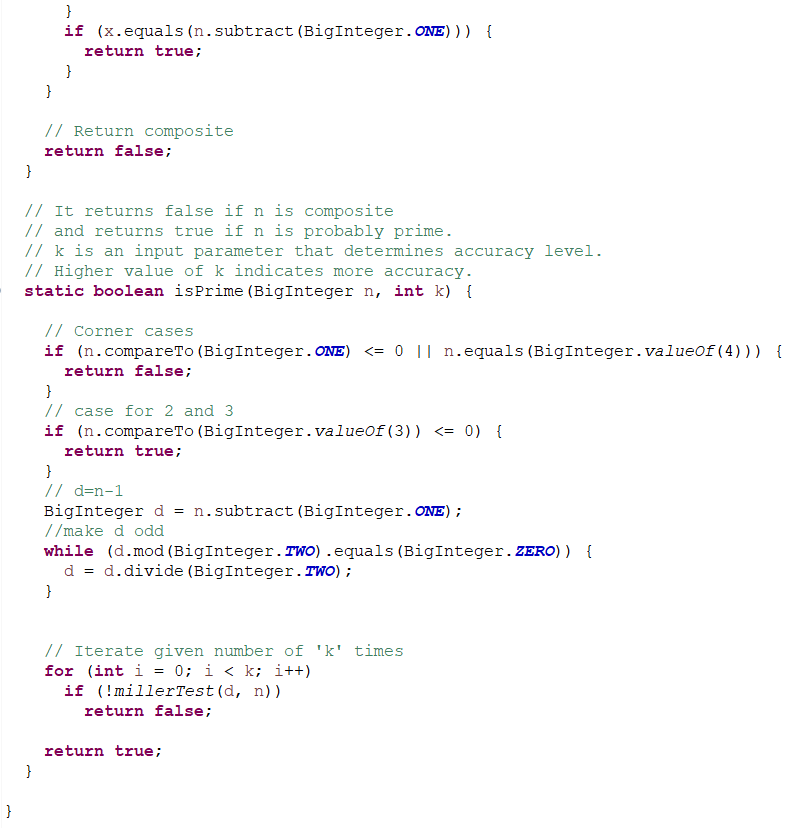 }
if (x.equals(n.subtract(BigInteger.ONE))) {
return true;
}
}
// Return composite
return false;
}
// It returns false if n is composite
// and returns true if n is probably prime.
// k is an input parameter that determines accuracy level.
// Higher value of k indicates more accuracy.
static boolean isPrime(BigInteger n, int k) {
// Corner cases
if (n.compareTo(BigInteger.ONE) <= 0 || n.equals(BigInteger.valueOf(4))) {
return false;
}
// case for 2 and 3
if (n.compareTo(BigInteger.valueOf(3)) <= 0) {
return true;
}
// d=n-1
BigInteger d = n.subtract(BigInteger.ONE);
//make d odd
while (d.mod(BigInteger.TWO).equals(BigInteger.ZERO)) {
d = d.divide(BigInteger.TWO);
}
// Iterate given number of 'k' times
for (int i = 0; i < k; i++)
if (!millerTest(d, n))
return false;
return true;
}
}